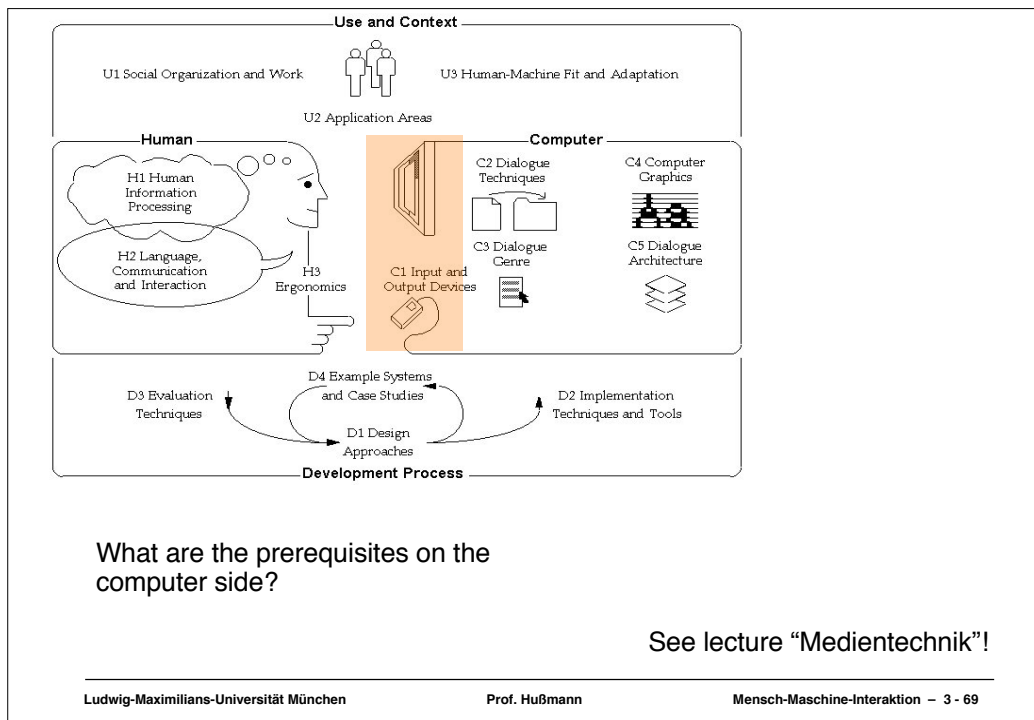 Use and Context
U1 Social Organization and Work
U3 Human-Machine Fit and Adaptation
U2 Application Areas
Human
H1 Human
Information
Processing
H2 Language,
Communication
and Interaction
H3
Ergonomics
Computer
C2 Dialogue
Techniques
C4 Computer
Graphics
Aa
C3 Dialogue
Genre
C5 Dialogue
Architecture
C1 Input and
Output Devices
D3 Evaluation
Techniques
D4 Example Systems
and Case Studies
D2 Implementation
Techniques and Tools
D1 Design
Approaches
Development Process
What are the prerequisites on the
computer side?
See lecture “Medientechnik”!
Ludwig-Maximilians-Universität München Prof. Hußmann Mensch-Maschine-Interaktion – 3 - 69